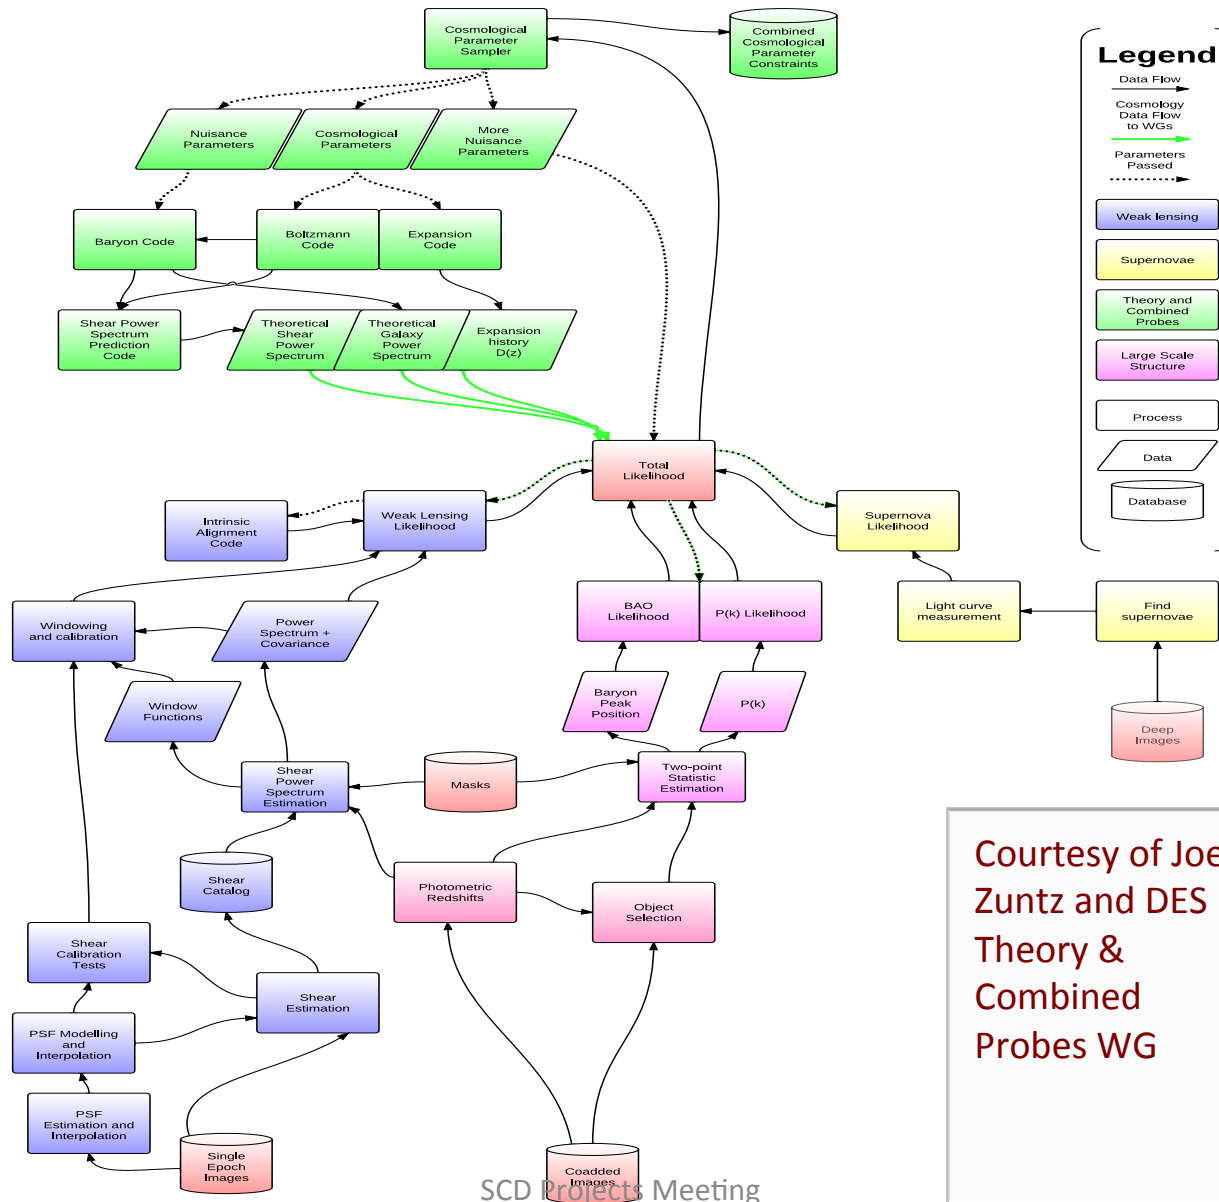 Cosmological
Parameter
Sampler
Combined
Cosmological
Parameter
Constraints
Legend
Data Flow
Cosmology
Data Flow
to WGs
Parameters
Passed
Weak lensing
Supernovae
Theory and
Combined
Probes
Large Scale
Structure
Process
Data
Database
Nuisance
Parameters
Cosmological
Parameters
More
Nuisance
Parameters
Baryon Code
Boltzmann
Code
Expansion
Code
Shear Power
Spectrum
Prediction
Code
Theoretical
Shear
Power
Spectrum
Theoretical
Galaxy
Power
Spectrum
Expansion
history
D(z)
Total
Likelihood
Intrinsic
Alignment
Code
Weak Lensing
Likelihood
Supernova
Likelihood
Windowing
and calibration
Power
Spectrum +
Covariance
BAO
Likelihood
P(k) Likelihood
Light curve
measurement
Find
supernovae
Window
Functions
Baryon
Peak
Position
P(k)
Deep
Images
Shear
Power
Spectrum
Estimation
Masks
Two-point
Statistic
Estimation
Shear
Catalog
Photometric
Redshifts
Object
Selection
Shear
Calibration
Tests
Shear
Estimation
PSF Modelling
and
Interpolation
PSF
Estimation and
Interpolation
Single
Epoch
Images
Coadded
Images
SCD Projects Meeting
Courtesy of Joe
Zuntz and DES
Theory &
Combined
Probes WG